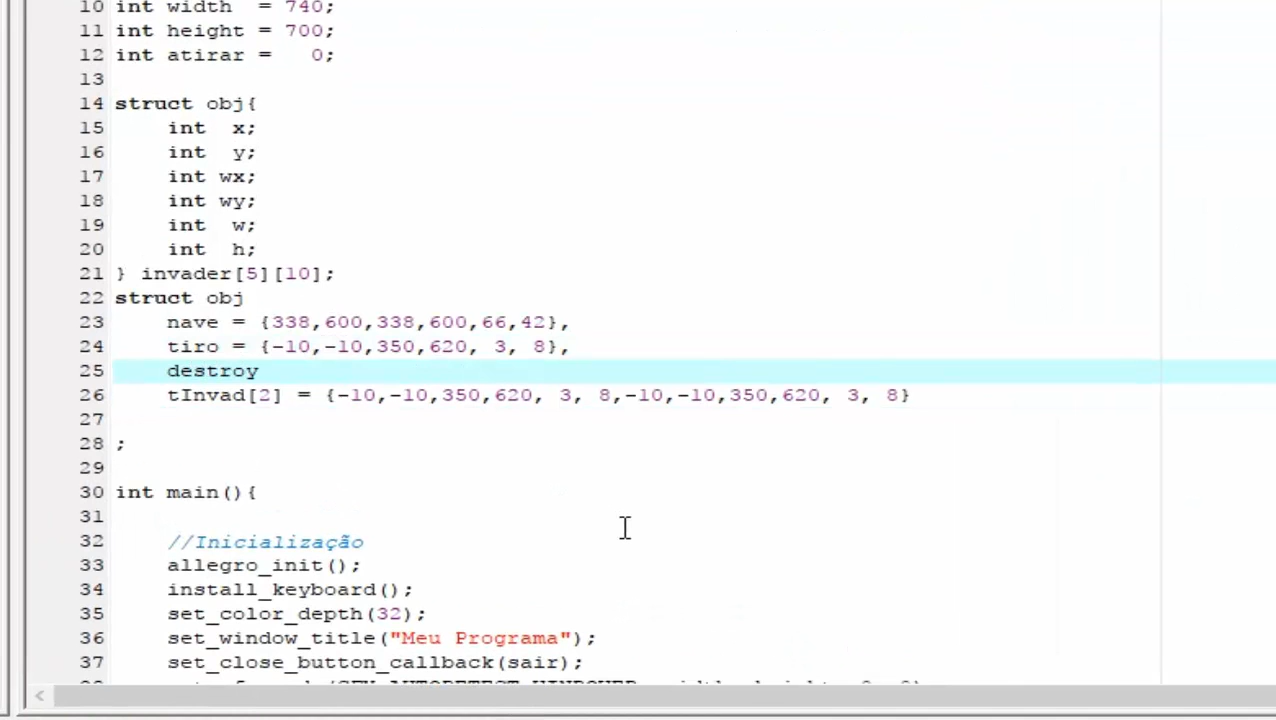 10 int width  = 740;
11 int height = 700;
12 int atirar =   0;
13
14 struct obj{
15     int  x;
16     int  y;
17     int wx;
18     int wy;
19     int  w;
20     int  h;
21 } invader[5][10];
22 struct obj
23     nave = {338,600,338,600,66,42},
24     tiro = {-10,-10,350,620, 3, 8},
25     destroy
26     tInvad[2] = {-10,-10,350,620, 3, 8,-10,-10,350,620, 3, 8}
27
28 ;
29
30 int main(){
31
32     //Inicialização
33     allegro_init();
34     install_keyboard();
35     set_color_depth(32);
36     set_window_title("Meu Programa");
37     set_close_button_callback(sair);